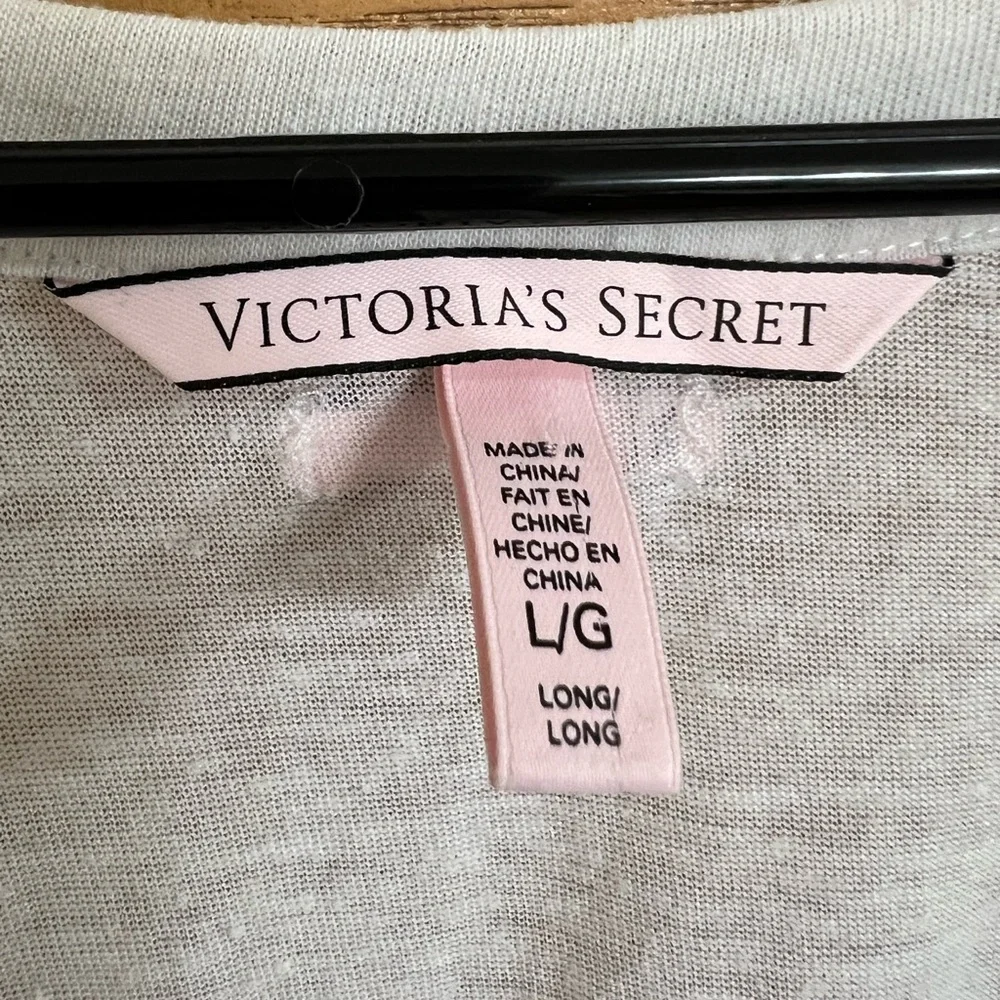 VICTORIA'S SECRET
MADE IN
CHINA/
FAIT EN
CHINE/
HECHO EN
CHINA
L/G
LONG/
LONG